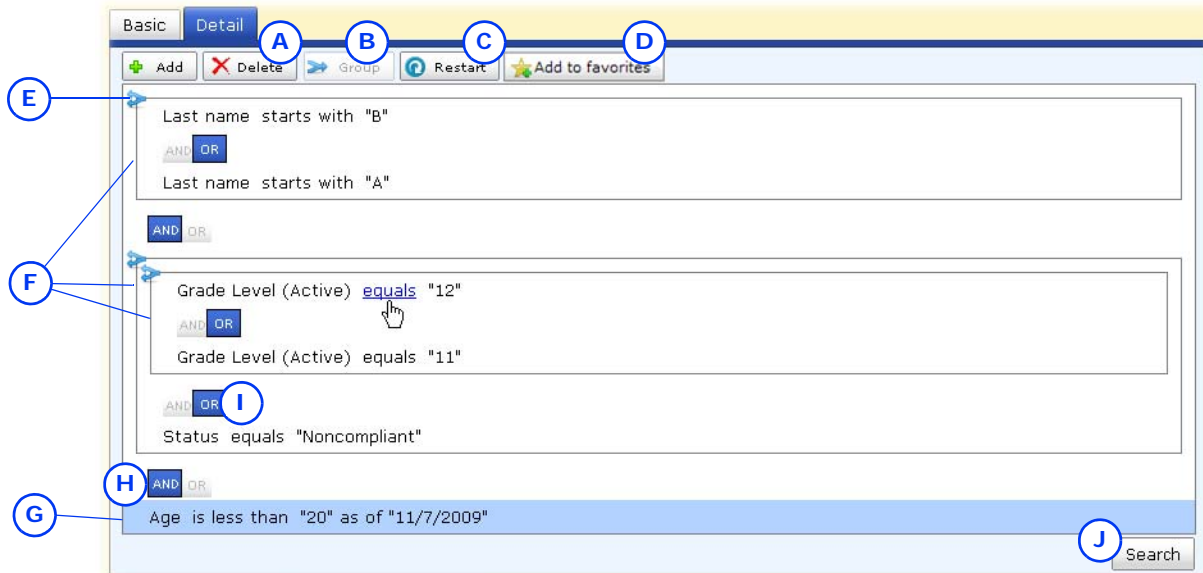 Basic Detail
A B C D
Add Delete Group Restart Add to favorites
E
Last name starts with "B"
AND OR
Last name starts with "A"
AND OR
F
Grade Level (Active) equals "12"
AND OR
Grade Level (Active) equals "11"
AND OR I
Status equals "Noncompliant"
H AND OR
G Age is less than "20" as of "11/7/2009"
J
Search